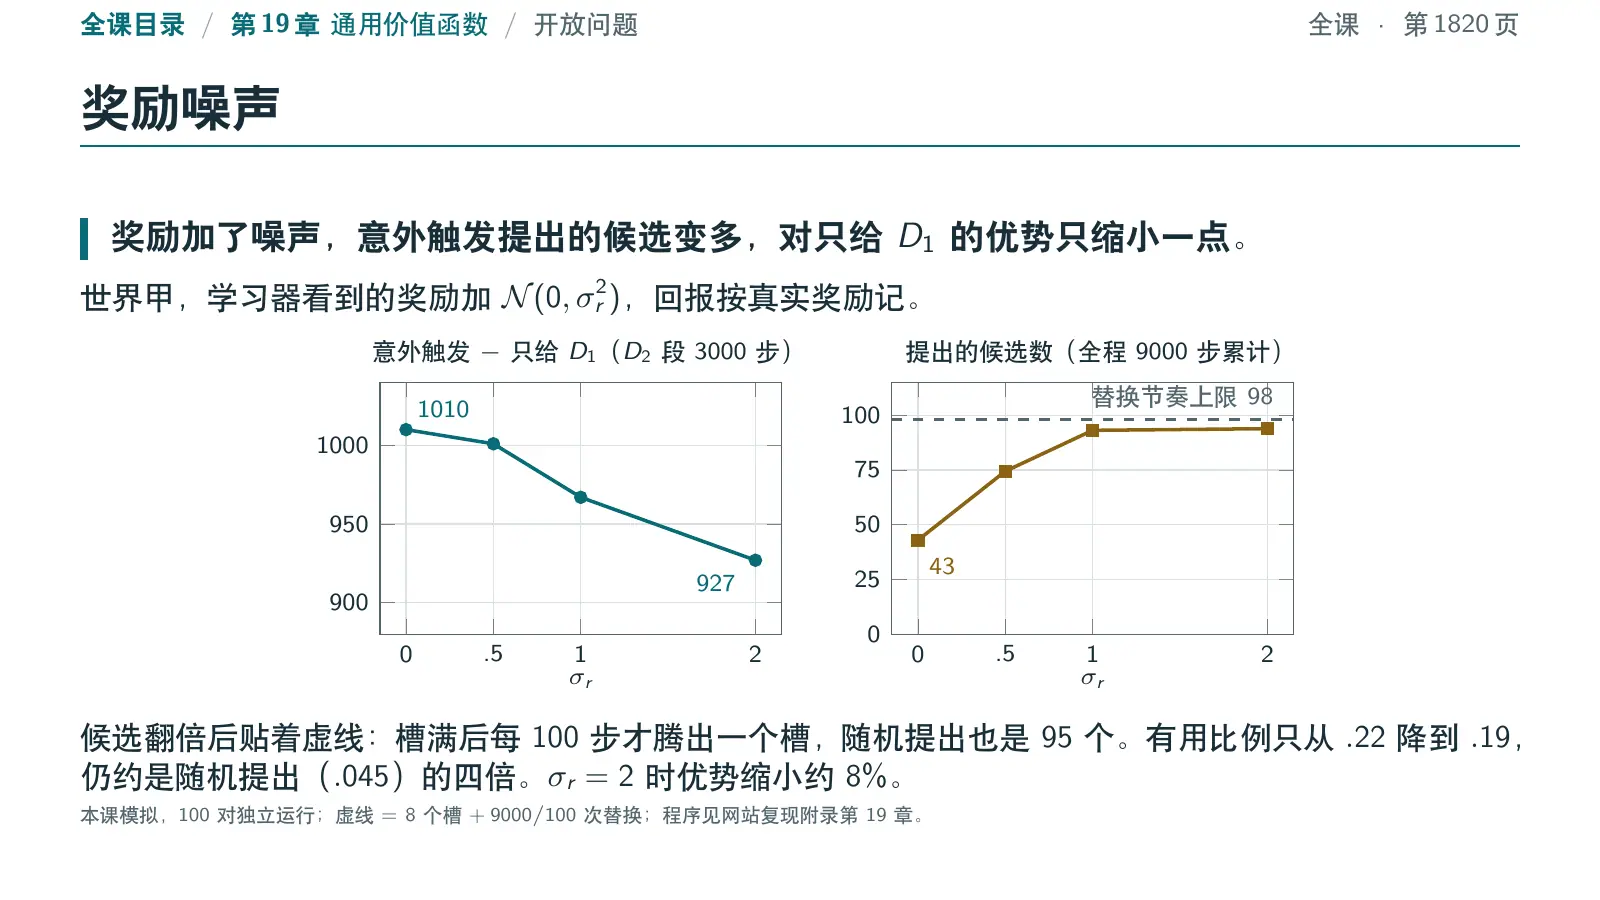 全课目录 / 第 19 章 通用价值函数 / 开放问题
全课 · 第 1820 页
奖励噪声
奖励加了噪声，意外触发提出的候选变多，对只给 D₁ 的优势只缩小一点。
世界甲，学习器看到的奖励加 𝒩(0, σᵣ²)，回报按真实奖励记。
意外触发 − 只给 D₁（D₂ 段 3000 步）
1010
1000
950
927
900
0 .5 1 2
σᵣ
提出的候选数（全程 9000 步累计）
替换节奏上限 98
100
75
50
43
25
0
0 .5 1 2
σᵣ
候选翻倍后贴着虚线：槽满后每 100 步才腾出一个槽，随机提出也是 95 个。有用比例只从 .22 降到 .19，
仍约是随机提出（.045）的四倍。σᵣ = 2 时优势缩小约 8%。
本课模拟，100 对独立运行；虚线 = 8 个槽 + 9000/100 次替换；程序见网站复现附录第 19 章。